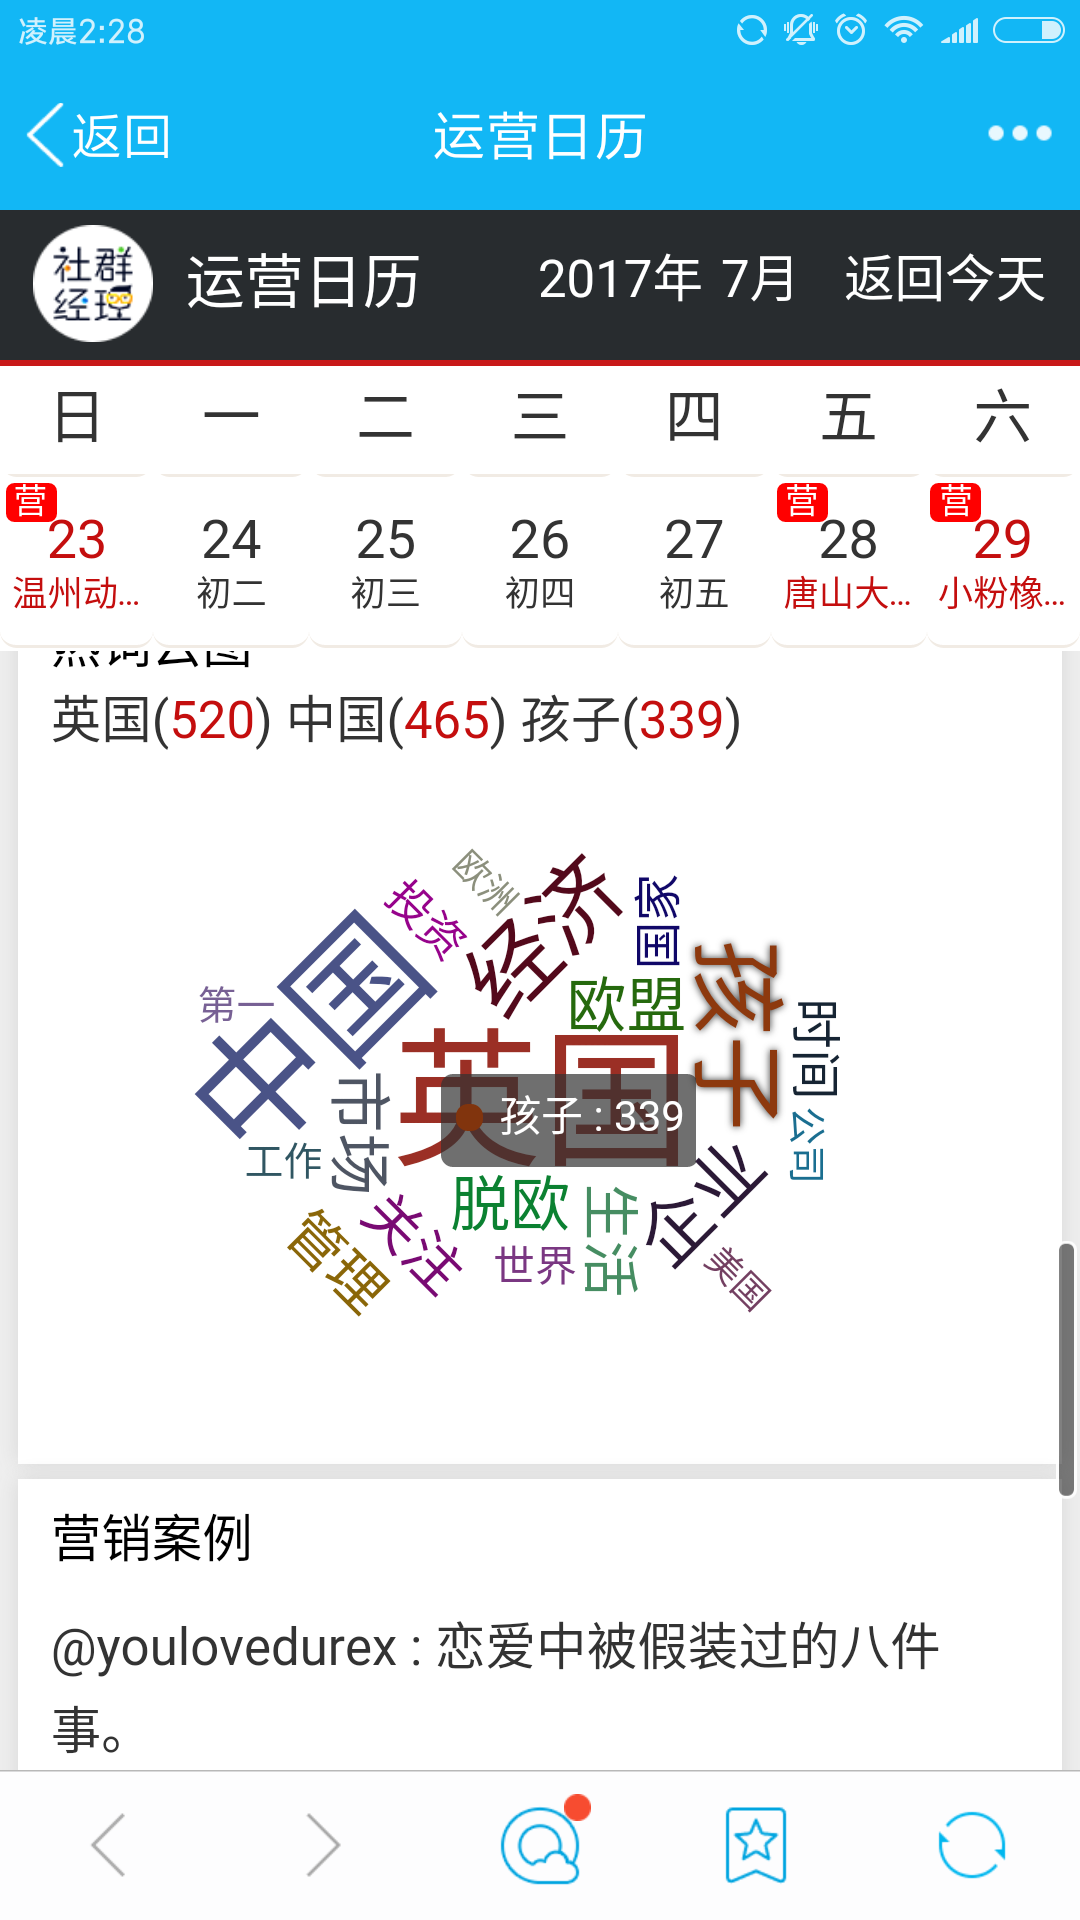 凌晨2:28
返回
运营日历
社群
经理
运营日历
2017年 7月
返回今天
日 一 二 三 四 五 六
营 营 营
23 24 25 26 27 28 29
温州动... 初二 初三 初四 初五 唐山大... 小粉橡...
热词云图
英国(520) 中国(465) 孩子(339)
欧洲
投资
经济
国家
中国
第一
欧盟
孩子
时间
英国
市场
孩子 : 339
公司
工作
脱欧
生活
企业
关注
管理
世界
美国
营销案例
@youlovedurex : 恋爱中被假装过的八件
事。